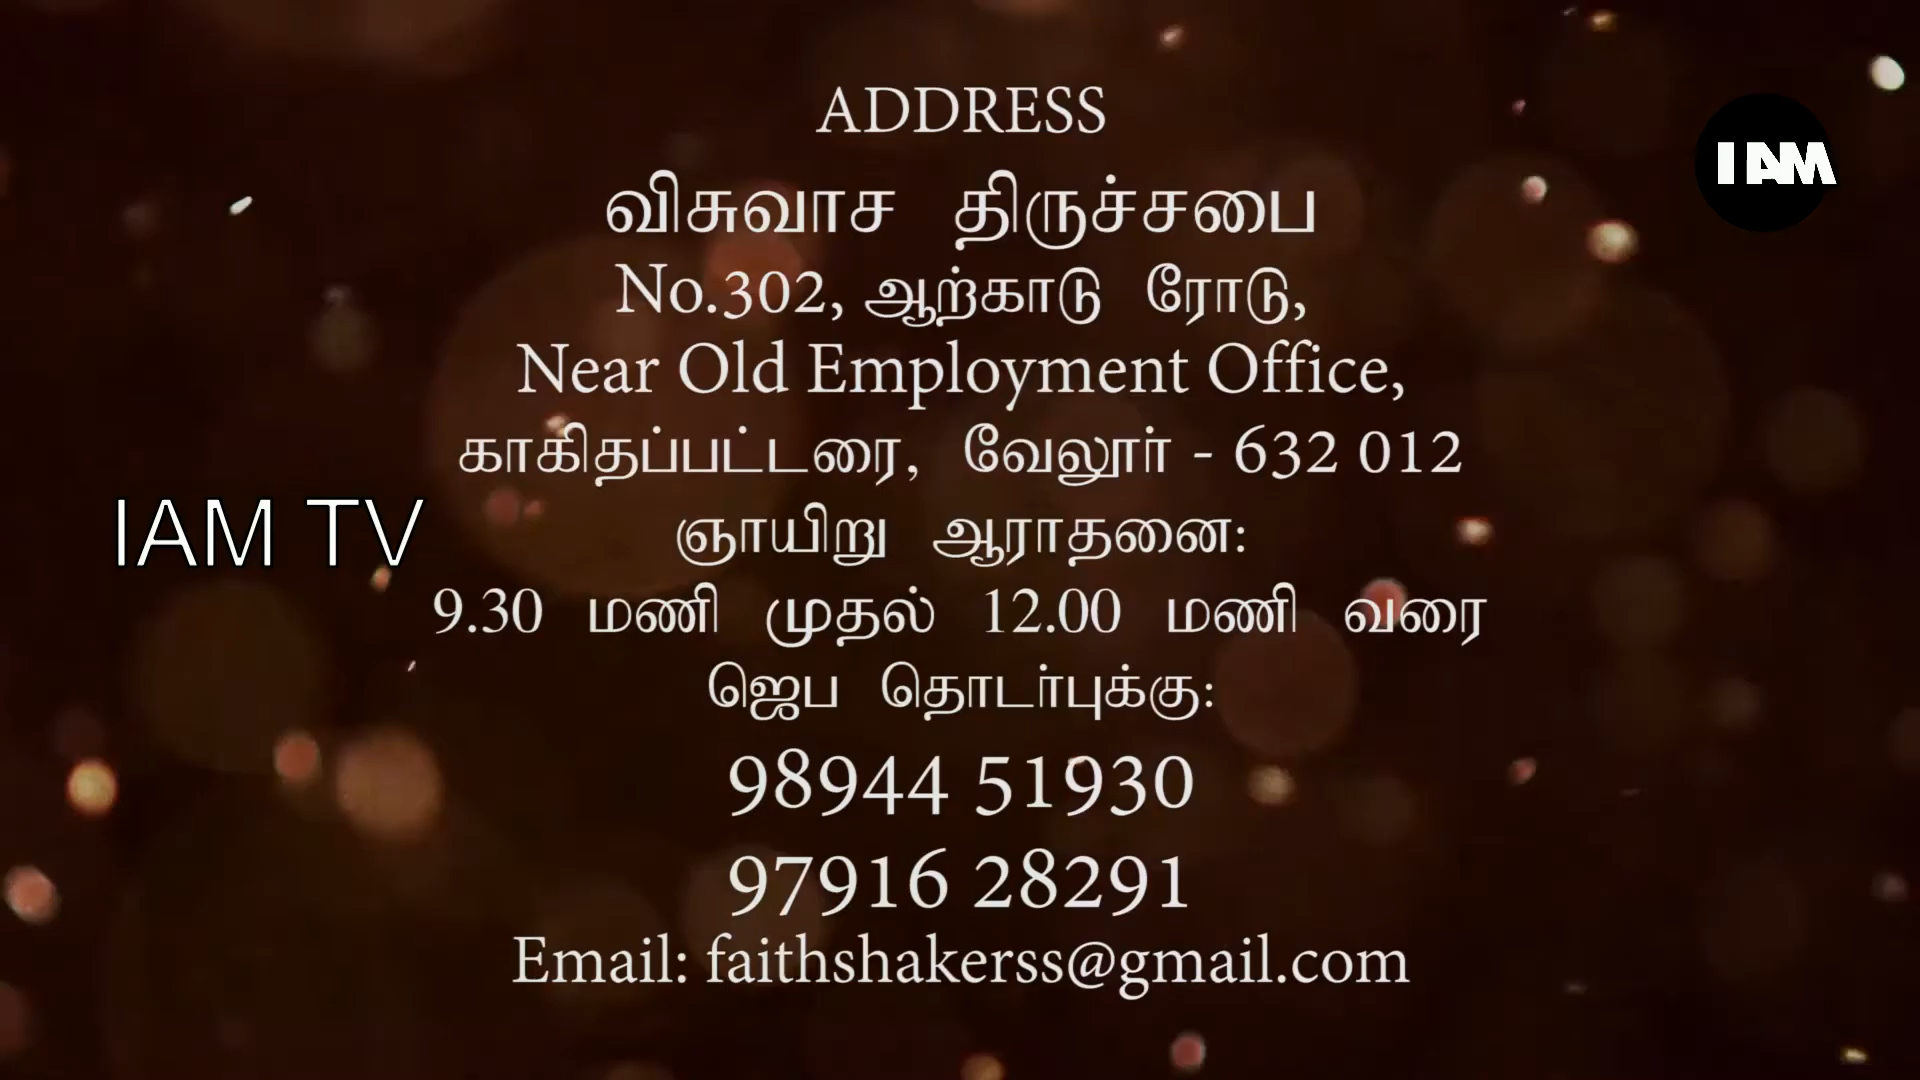 ADDRESS
I AM
விசுவாச திருச்சபை
No.302, ஆற்காடு ரோடு,
Near Old Employment Office,
காகிதப்பட்டரை, வேலூர் - 632 012
IAM TV
ஞாயிறு ஆராதனை:
9.30 மணி முதல் 12.00 மணி வரை
ஜெப தொடர்புக்கு:
98944 51930
97916 28291
Email: faithshakerss@gmail.com